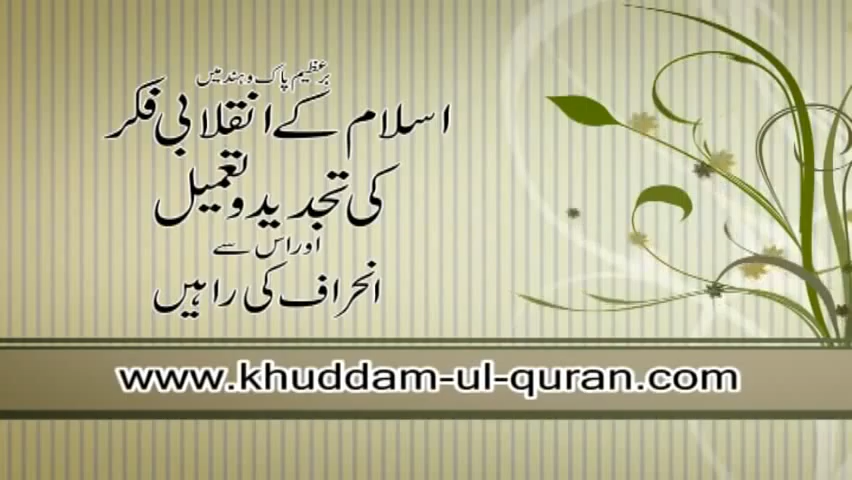 برعظیم پاک و ہند میں
اسلام کے انقلابی فکر
کی تجدید و تعمیل
اور اس سے
انحراف کی راہیں
www.khuddam-ul-quran.com